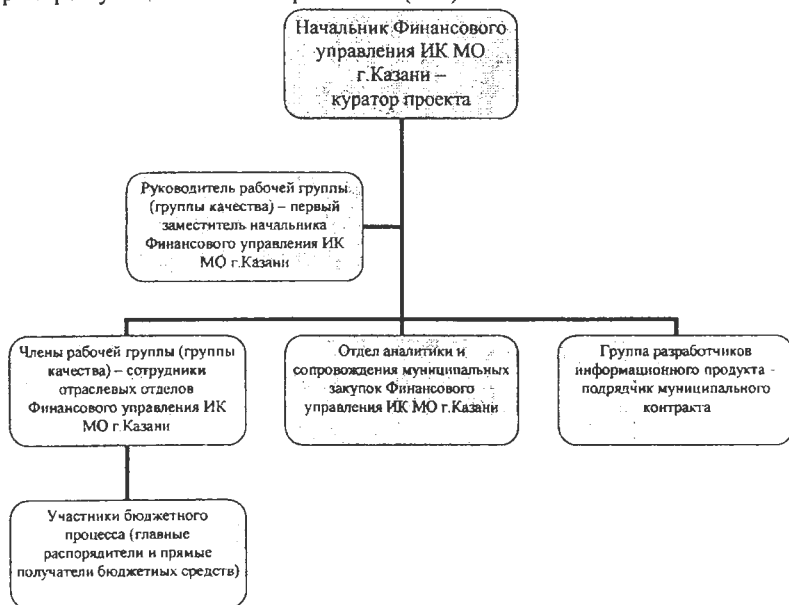 Начальник Финансового
управления ИК МО
г.Казани –
куратор проекта
Руководитель рабочей группы
(группы качества) – первый
заместитель начальника
Финансового управления ИК
МО г.Казани
Члены рабочей группы (группы
качества) – сотрудники
отраслевых отделов
Финансового управления ИК
МО г.Казани
Отдел аналитики и
сопровождения муниципальных
закупок Финансового
управления ИК МО г.Казани
Группа разработчиков
информационного продукта -
подрядчик муниципального
контракта
Участники бюджетного
процесса (главные
распорядители и прямые
получатели бюджетных средств)